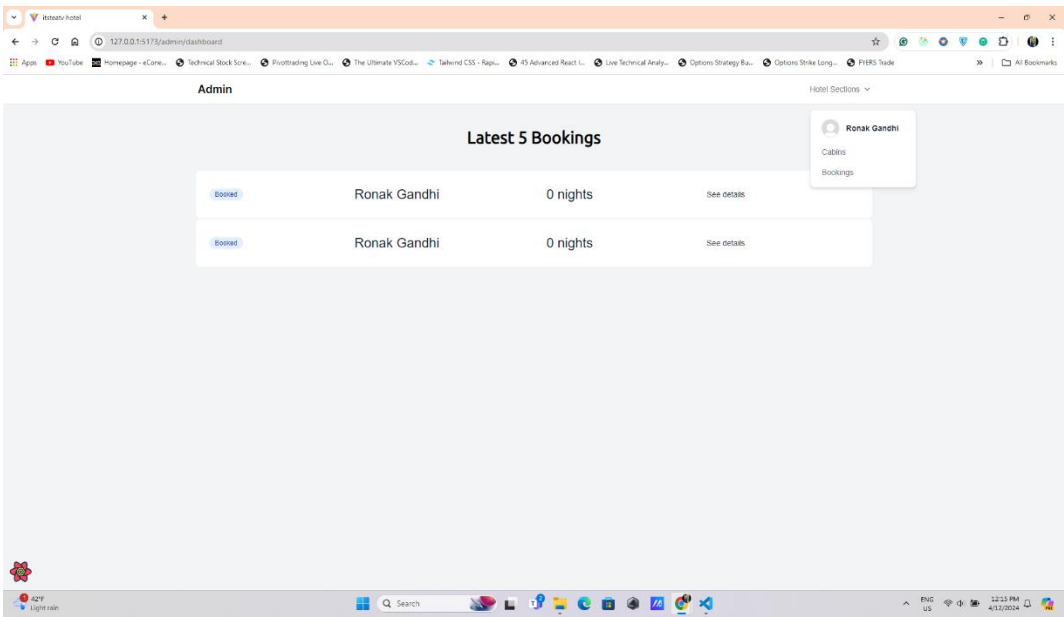 itsteatv hotel
127.0.0.1:5173/admin/dashboard
Apps YouTube Homepage - eCone... Technical Stock Scre... Pivottrading Live O... The Ultimate VSCod... Tailwind CSS - Rapi... 45 Advanced React L... Live Technical Analy... Options Strategy Bu... Options Strike Long... FYERS Trade » All Bookmarks
Admin Hotel Sections
Ronak Gandhi
Cabins
Bookings
Latest 5 Bookings
Booked Ronak Gandhi 0 nights See details
Booked Ronak Gandhi 0 nights See details
42°F
Light rain
Search
ENG
US
12:15 PM
4/12/2024